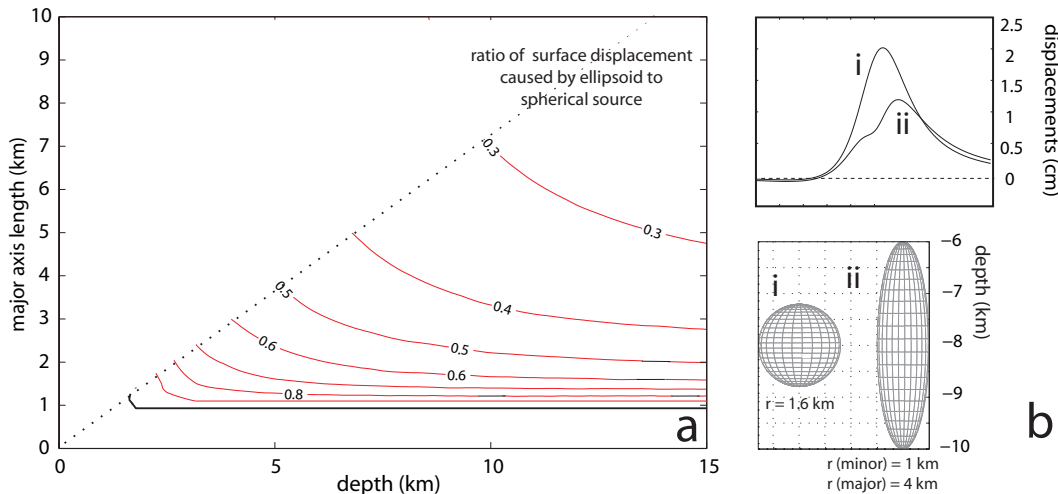 10
9
8
7
6
5
4
3
2
1
0
major axis length (km)
0
5
10
15
depth (km)
ratio of surface displacement
caused by ellipsoid to
spherical source
0.3
0.3
0.4
0.5
0.5
0.6
0.6
0.8
a
i
ii
2.5
2
1.5
1
0.5
0
displacements (cm)
i
ii
r = 1.6 km
−6
−7
−8
−9
−10
depth (km)
r (minor) = 1 km
r (major) = 4 km
b